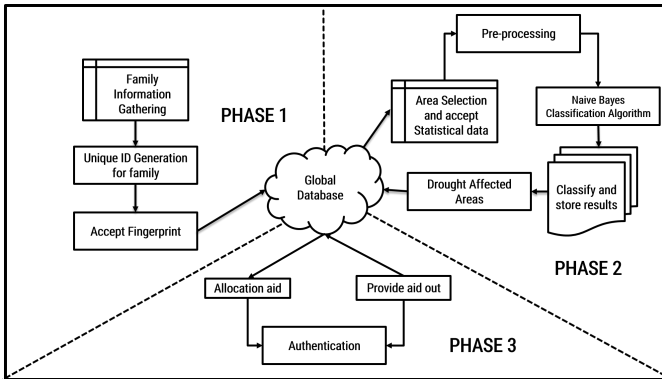 Family
Information
Gathering
PHASE 1
Unique ID Generation
for family
Accept Fingerprint
Global
Database
Pre-processing
Area Selection
and accept
Statistical data
Naive Bayes
Classification Algorithm
Classify and
store results
Drought Affected
Areas
PHASE 2
Allocation aid
Provide aid out
Authentication
PHASE 3